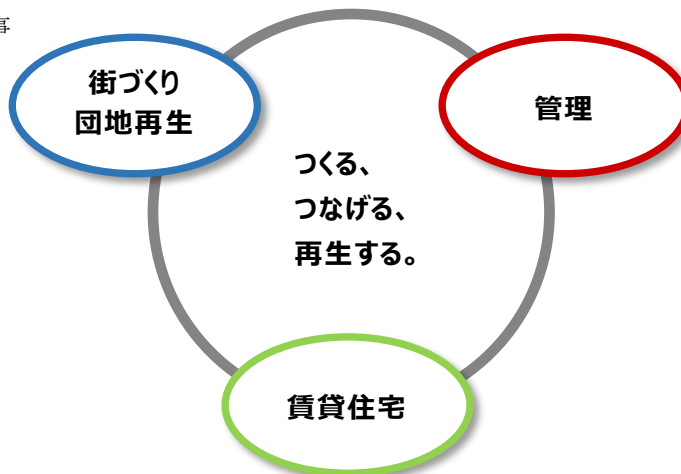 事
街づくり
団地再生
管理
つくる、
つなげる、
再生する。
賃貸住宅